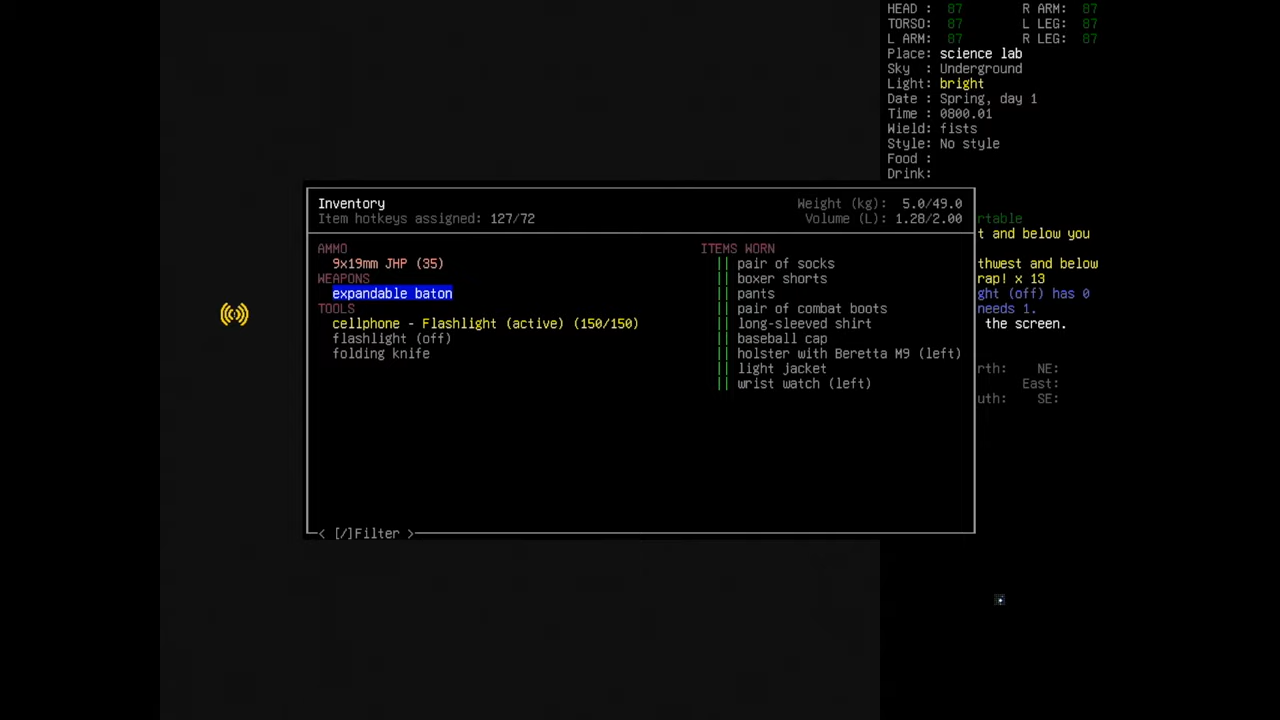 HEAD : 87 R ARM: 87
TORSO: 87 L LEG: 87
L ARM: 87 R LEG: 87
Place: science lab
Sky : Underground
Light: bright
Date : Spring, day 1
Time : 0800.01
Wield: fists
Style: No style
Food :
Drink:
Inventory Weight (kg): 5.0/49.0
Item hotkeys assigned: 127/72 Volume (L): 1.28/2.00
rtable
t and below you
thwest and below
rap! x 13
ght (off) has 0
needs 1.
the screen.
rth: NE:
East:
uth: SE:
AMMO
9x19mm JHP (35)
WEAPONS
expandable baton
TOOLS
cellphone - Flashlight (active) (150/150)
flashlight (off)
folding knife
ITEMS WORN
|| pair of socks
|| boxer shorts
|| pants
|| pair of combat boots
|| long-sleeved shirt
|| baseball cap
|| holster with Beretta M9 (left)
|| light jacket
|| wrist watch (left)
< [/]Filter >